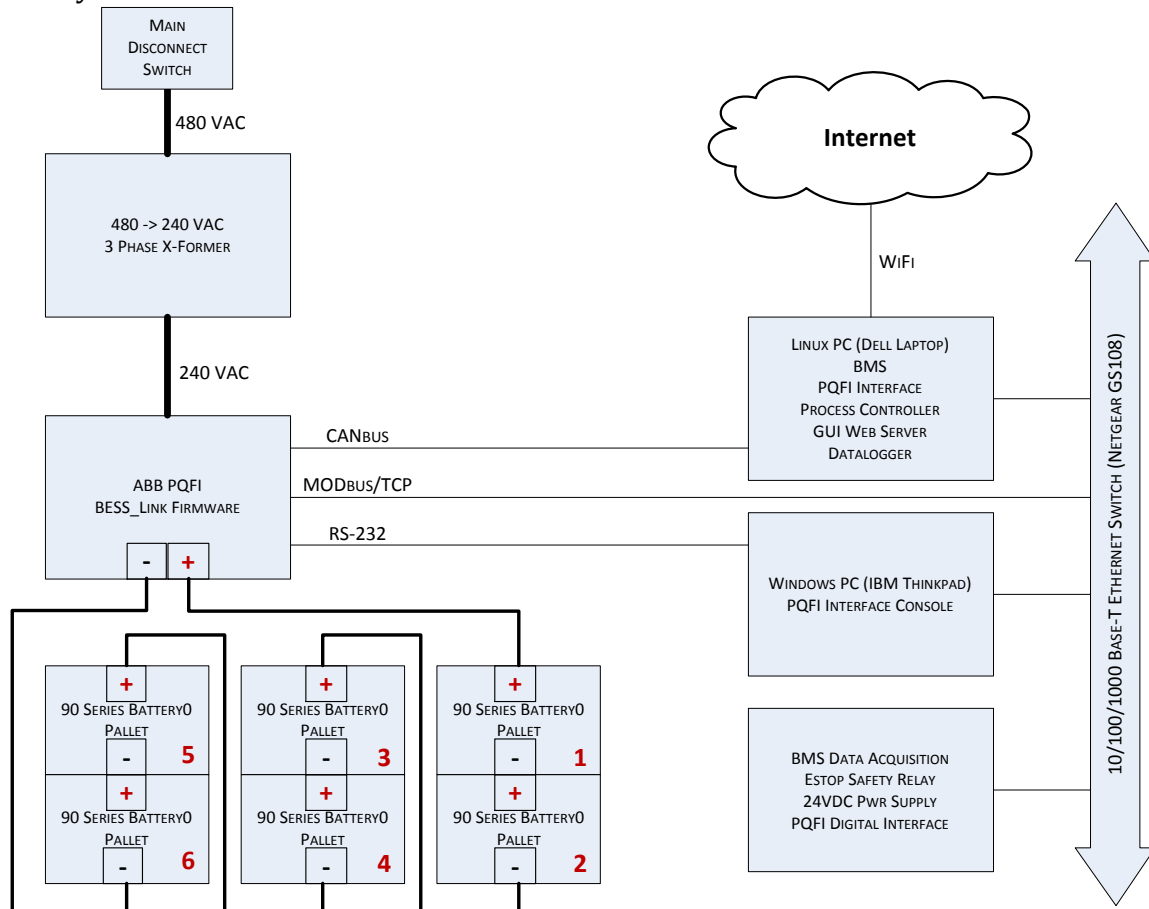 Main
Disconnect
Switch
480 VAC
480 -> 240 VAC
3 Phase X-Former
240 VAC
ABB PQFI
BESS_Link Firmware
- +
CANbus
MODbus/TCP
RS-232
Internet
WiFi
Linux PC (Dell Laptop)
BMS
PQFI Interface
Process Controller
GUI Web Server
Datalogger
Windows PC (IBM Thinkpad)
PQFI Interface Console
BMS Data Acquisition
Estop Safety Relay
24VDC Pwr Supply
PQFI Digital Interface
10/100/1000 Base-T Ethernet Switch (Netgear GS108)
+
90 Series Battery0
Pallet
-
5
+
90 Series Battery0
Pallet
-
6
+
90 Series Battery0
Pallet
-
3
+
90 Series Battery0
Pallet
-
4
+
90 Series Battery0
Pallet
-
1
+
90 Series Battery0
Pallet
-
2